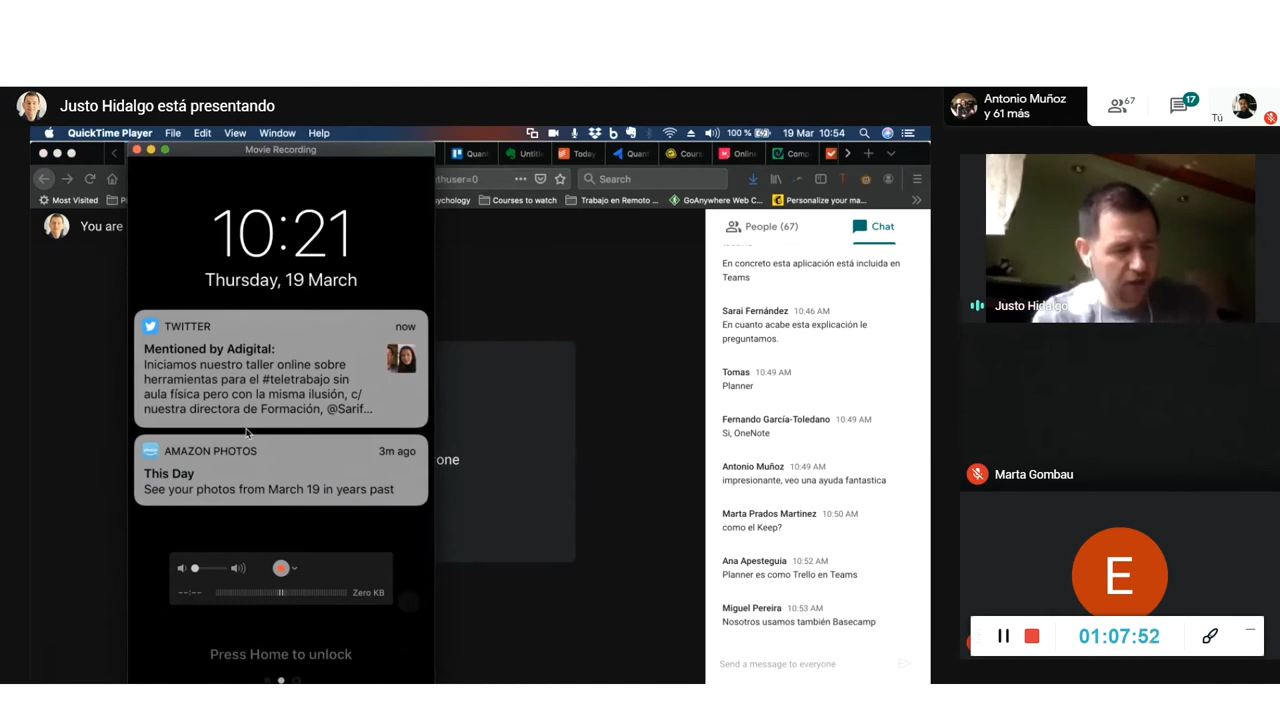 Justo Hidalgo está presentando
Antonio Muñoz
y 61 más
67
17
Tú
QuickTime Player File Edit View Window Help
100 % 19 Mar 10:54
Movie Recording
Quant
Untitl
Today
Quan
Cours
Online
Comp
thuser=0
Search
Most Visited
ychology
Courses to watch
Trabajo en Remoto ...
GoAnywhere Web C...
Personalize your ma...
You are
People (67)
Chat
10:21
Thursday, 19 March
TWITTER now
Mentioned by Adigital:
Iniciamos nuestro taller online sobre
herramientas para el #teletrabajo sin
aula física pero con la misma ilusión, c/
nuestra directora de Formación, @Sarif...
AMAZON PHOTOS 3m ago
This Day
See your photos from March 19 in years past
one
--:--
Zero KB
Press Home to unlock
En concreto esta aplicación está incluida en
Teams
Sarai Fernández 10:46 AM
En cuanto acabe esta explicación le
preguntamos.
Tomas 10:49 AM
Planner
Fernando García-Toledano 10:49 AM
Si, OneNote
Antonio Muñoz 10:49 AM
impresionante, veo una ayuda fantastica
Marta Prados Martinez 10:50 AM
como el Keep?
Ana Apesteguia 10:52 AM
Planner es como Trello en Teams
Miguel Pereira 10:53 AM
Nosotros usamos también Basecamp
Send a message to everyone
Justo Hidalgo
Marta Gombau
E
01:07:52